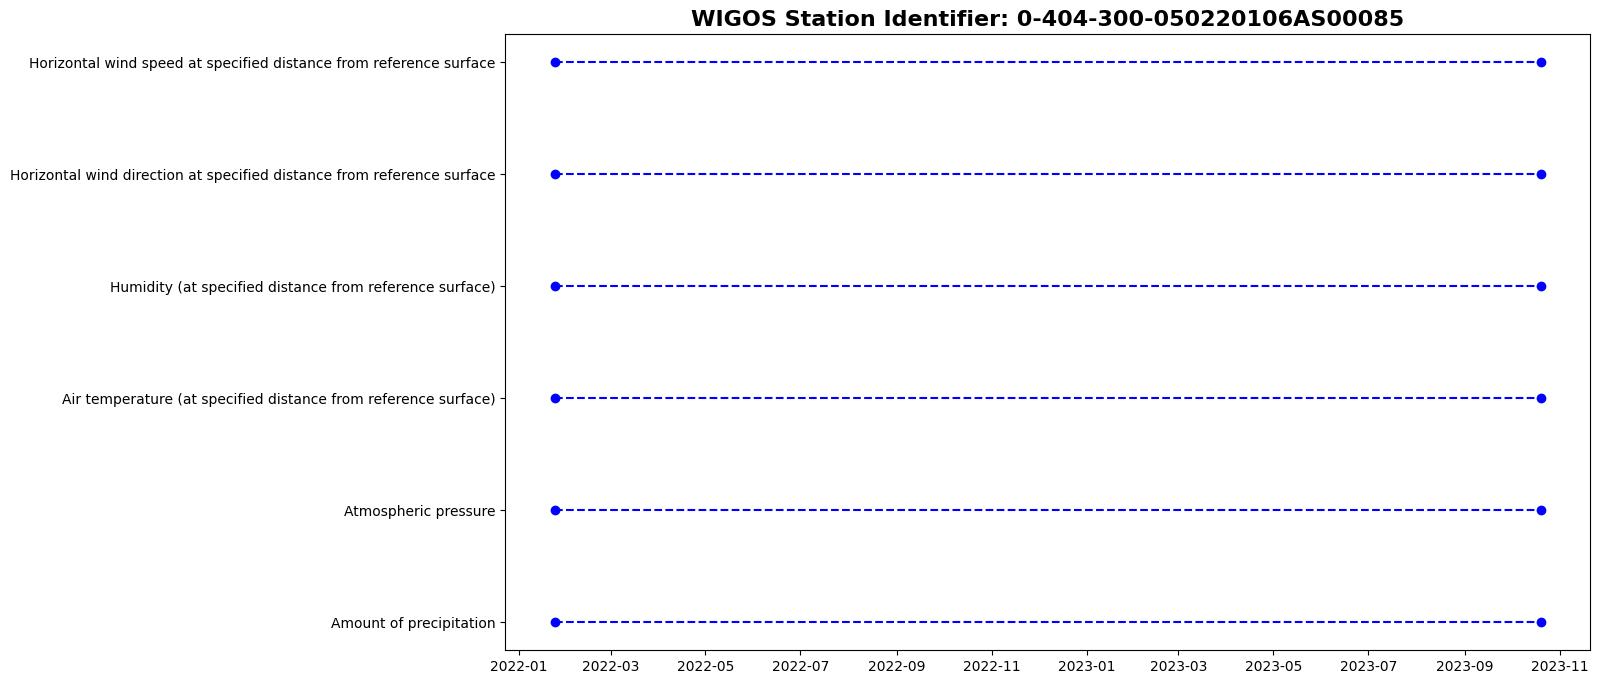 WIGOS Station Identifier: 0-404-300-050220106AS00085
Horizontal wind speed at specified distance from reference surface
Horizontal wind direction at specified distance from reference surface
Humidity (at specified distance from reference surface)
Air temperature (at specified distance from reference surface)
Atmospheric pressure
Amount of precipitation
2022-01 2022-03 2022-05 2022-07 2022-09 2022-11 2023-01 2023-03 2023-05 2023-07 2023-09 2023-11